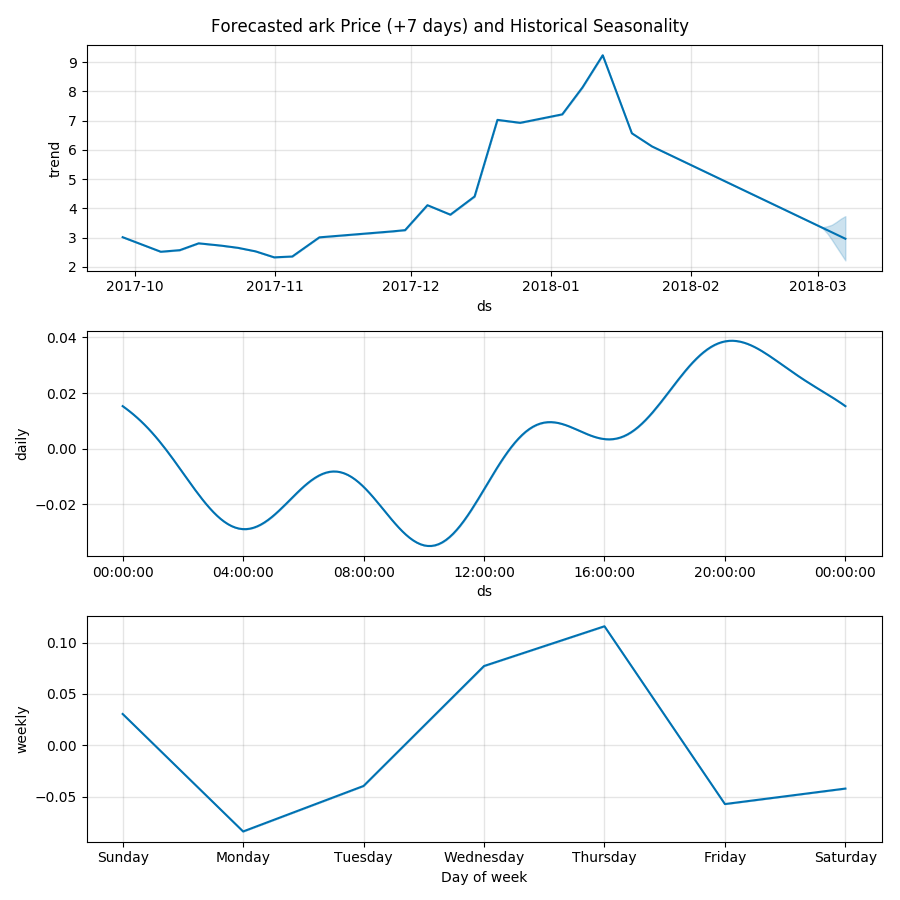 Forecasted ark Price (+7 days) and Historical Seasonality
9
8
7
6
5
4
3
2
trend
2017-10 2017-11 2017-12 2018-01 2018-02 2018-03
ds
0.04
0.02
0.00
−0.02
daily
00:00:00 04:00:00 08:00:00 12:00:00 16:00:00 20:00:00 00:00:00
ds
0.10
0.05
0.00
−0.05
weekly
Sunday Monday Tuesday Wednesday Thursday Friday Saturday
Day of week